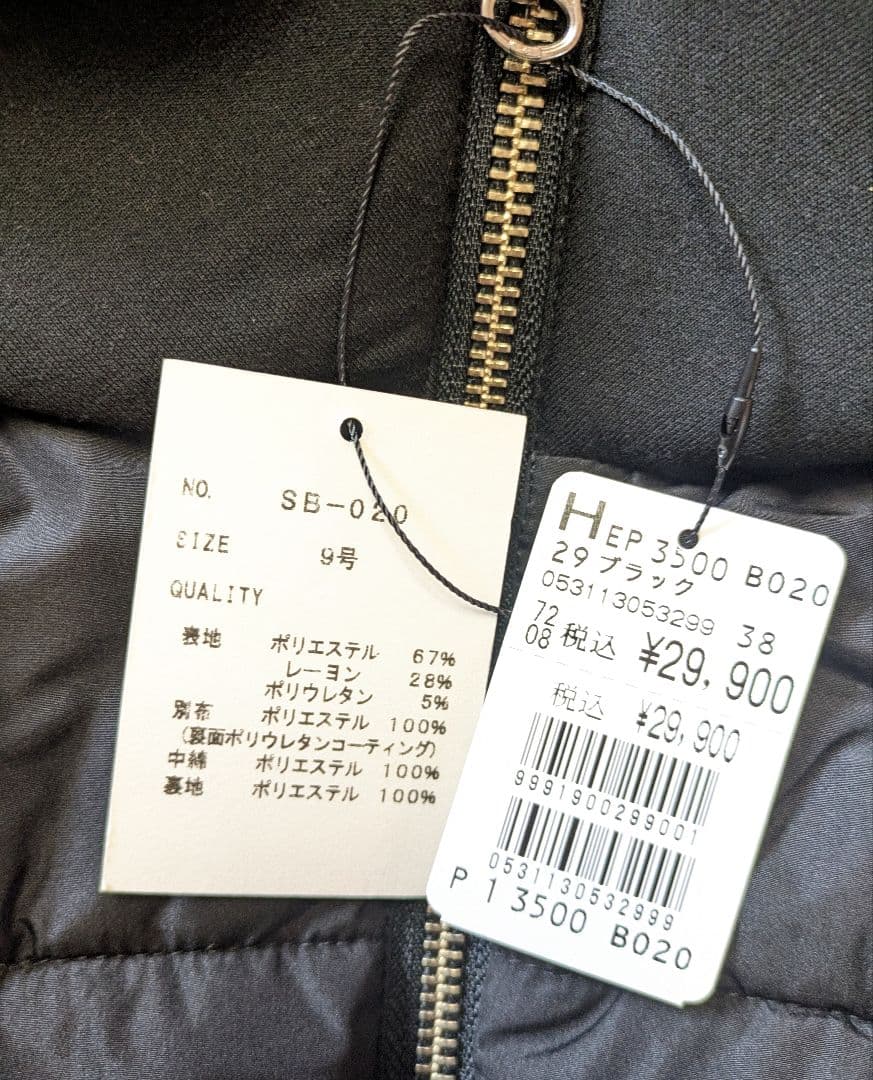 NO. SB-020
SIZE 9号
QUALITY
表地 ポリエステル 67%
レーヨン 28%
ポリウレタン 5%
別布 ポリエステル 100%
(裏面ポリウレタンコーティング)
中綿 ポリエステル 100%
裏地 ポリエステル 100%
HEP 3500 B020
29 ブラック
053113053299 38
72
08 税込 ¥29,900
税込 ¥29,900
9991900299001
0531130532999
P 1 3500 B020